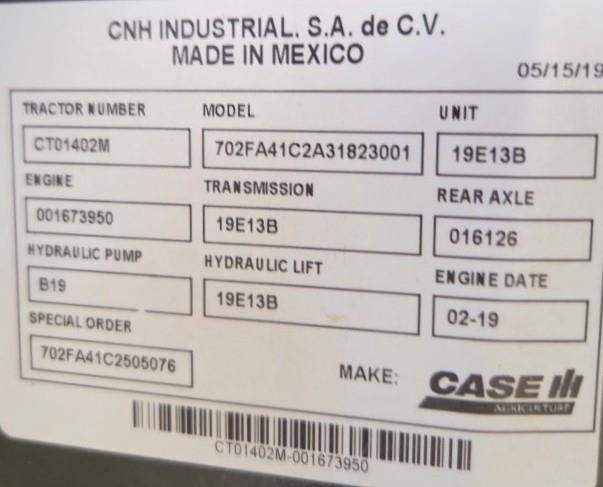 CNH INDUSTRIAL. S.A. de C.V.
MADE IN MEXICO
05/15/19
TRACTOR NUMBER MODEL UNIT
CT01402M 702FA41C2A31823001 19E13B
ENGINE TRANSMISSION REAR AXLE
001673950 19E13B 016126
HYDRAULIC PUMP HYDRAULIC LIFT ENGINE DATE
B19 19E13B 02-19
SPECIAL ORDER
702FA41C2505076
MAKE: CASE IH
AGRICULTURE
CT01402M-001673950